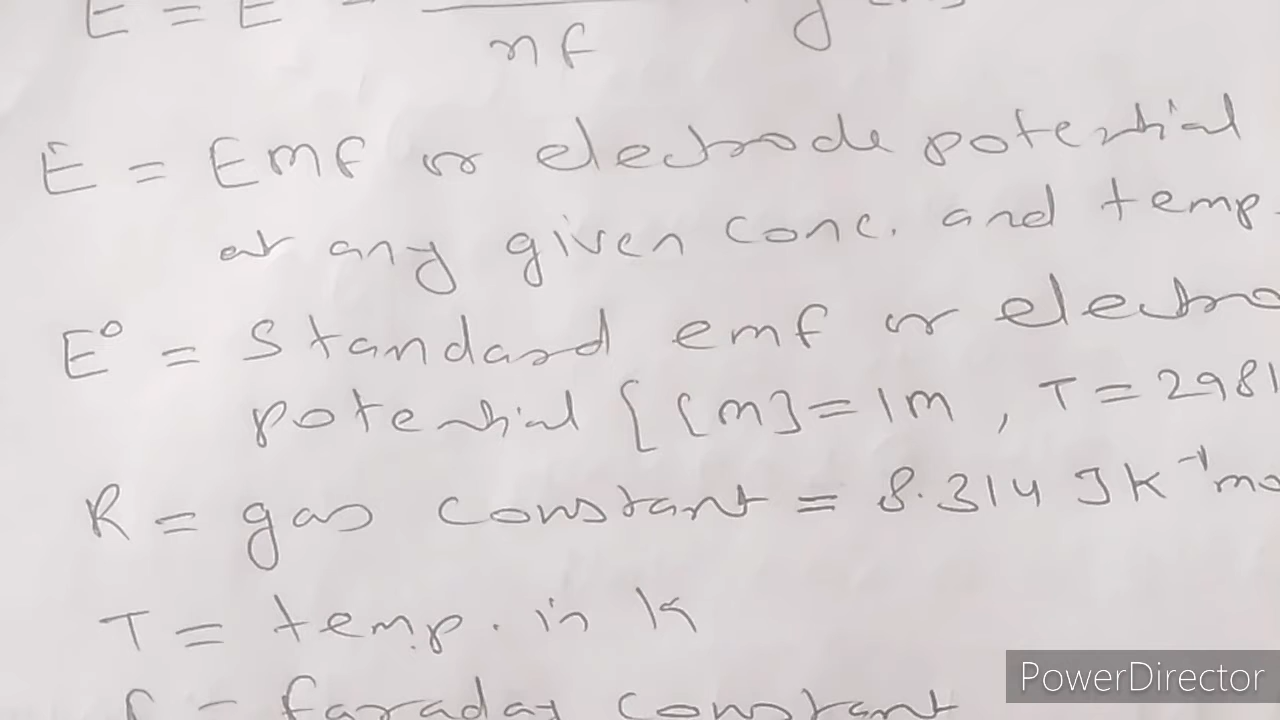 E = E
nf
E = Emf or electrode potential
at any given conc. and temp.
E° = Standard emf or electro
potential [ [M] = 1M , T = 298
R = gas constant = 8.314 J K⁻¹ mo
T = temp. in K
f = faraday constant
PowerDirector